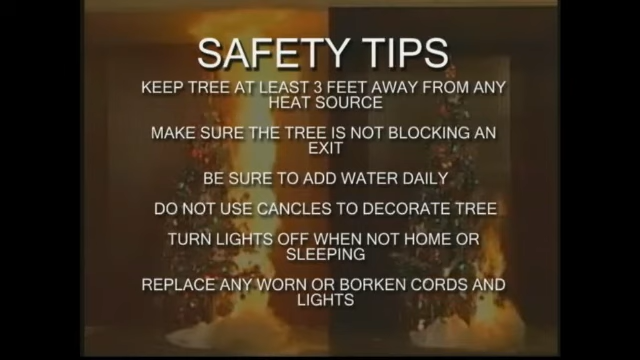 SAFETY TIPS
KEEP TREE AT LEAST 3 FEET AWAY FROM ANY
HEAT SOURCE
MAKE SURE THE TREE IS NOT BLOCKING AN
EXIT
BE SURE TO ADD WATER DAILY
DO NOT USE CANCLES TO DECORATE TREE
TURN LIGHTS OFF WHEN NOT HOME OR
SLEEPING
REPLACE ANY WORN OR BORKEN CORDS AND
LIGHTS